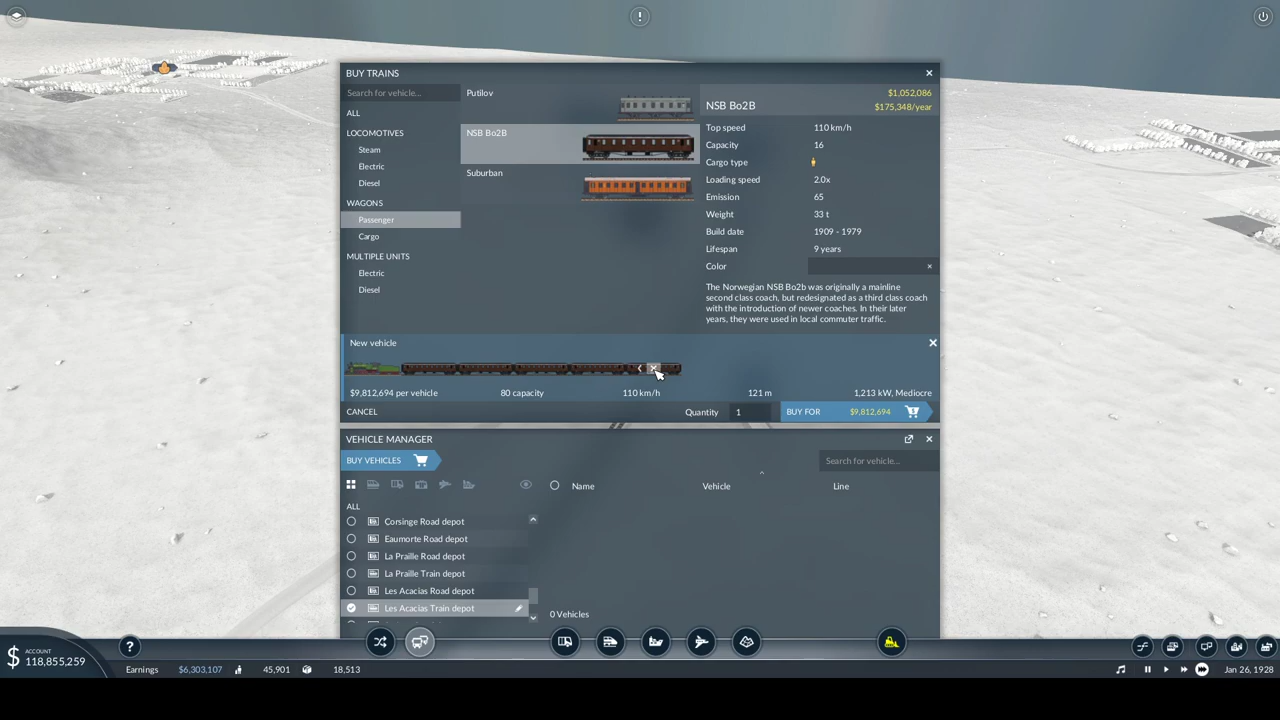 BUY TRAINS
Search for vehicle...
ALL
LOCOMOTIVES
Steam
Electric
Diesel
WAGONS
Passenger
Cargo
MULTIPLE UNITS
Electric
Diesel
Putilov
NSB Bo2B
Suburban
$1,052,086
NSB Bo2B
$175,348/year
Top speed 110 km/h
Capacity 16
Cargo type
Loading speed 2.0x
Emission 65
Weight 33 t
Build date 1909 - 1979
Lifespan 9 years
Color
The Norwegian NSB Bo2b was originally a mainline
second class coach, but redesignated as a third class coach
with the introduction of newer coaches. In their later
years, they were used in local commuter traffic.
New vehicle
$9,812,694 per vehicle 80 capacity 110 km/h 121 m 1,213 kW, Mediocre
CANCEL Quantity 1 BUY FOR $9,812,694
VEHICLE MANAGER
BUY VEHICLES Search for vehicle...
Name Vehicle Line
ALL
Corsinge Road depot
Eaumorte Road depot
La Praille Road depot
La Praille Train depot
Les Acacias Road depot
Les Acacias Train depot
0 Vehicles
$ ACCOUNT
118,855,259
?
Earnings $6,303,107 45,901 18,513 Jan 26, 1928